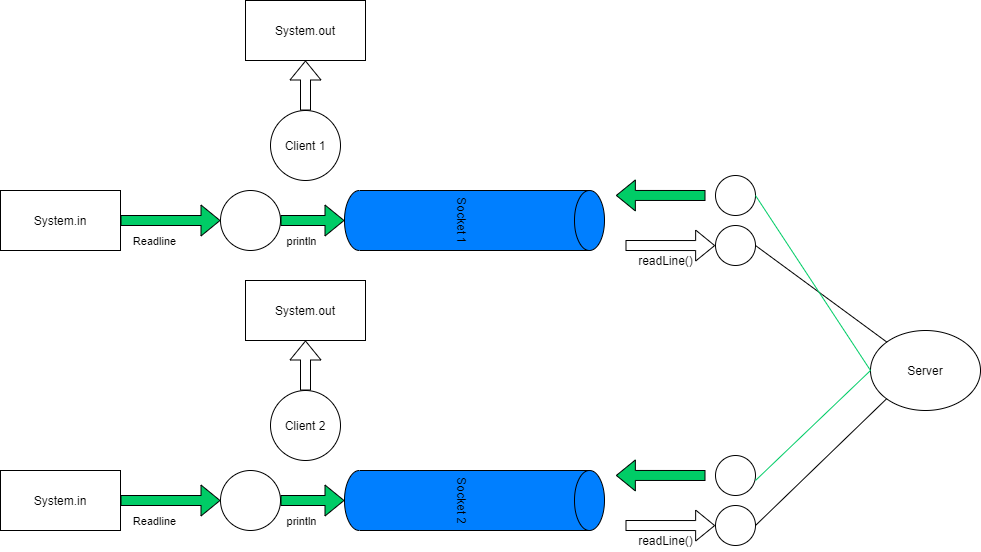 System.out
Client 1
System.in
Readline
println
Socket 1
readLine()
System.out
Server
Client 2
System.in
Readline
println
Socket 2
readLine()